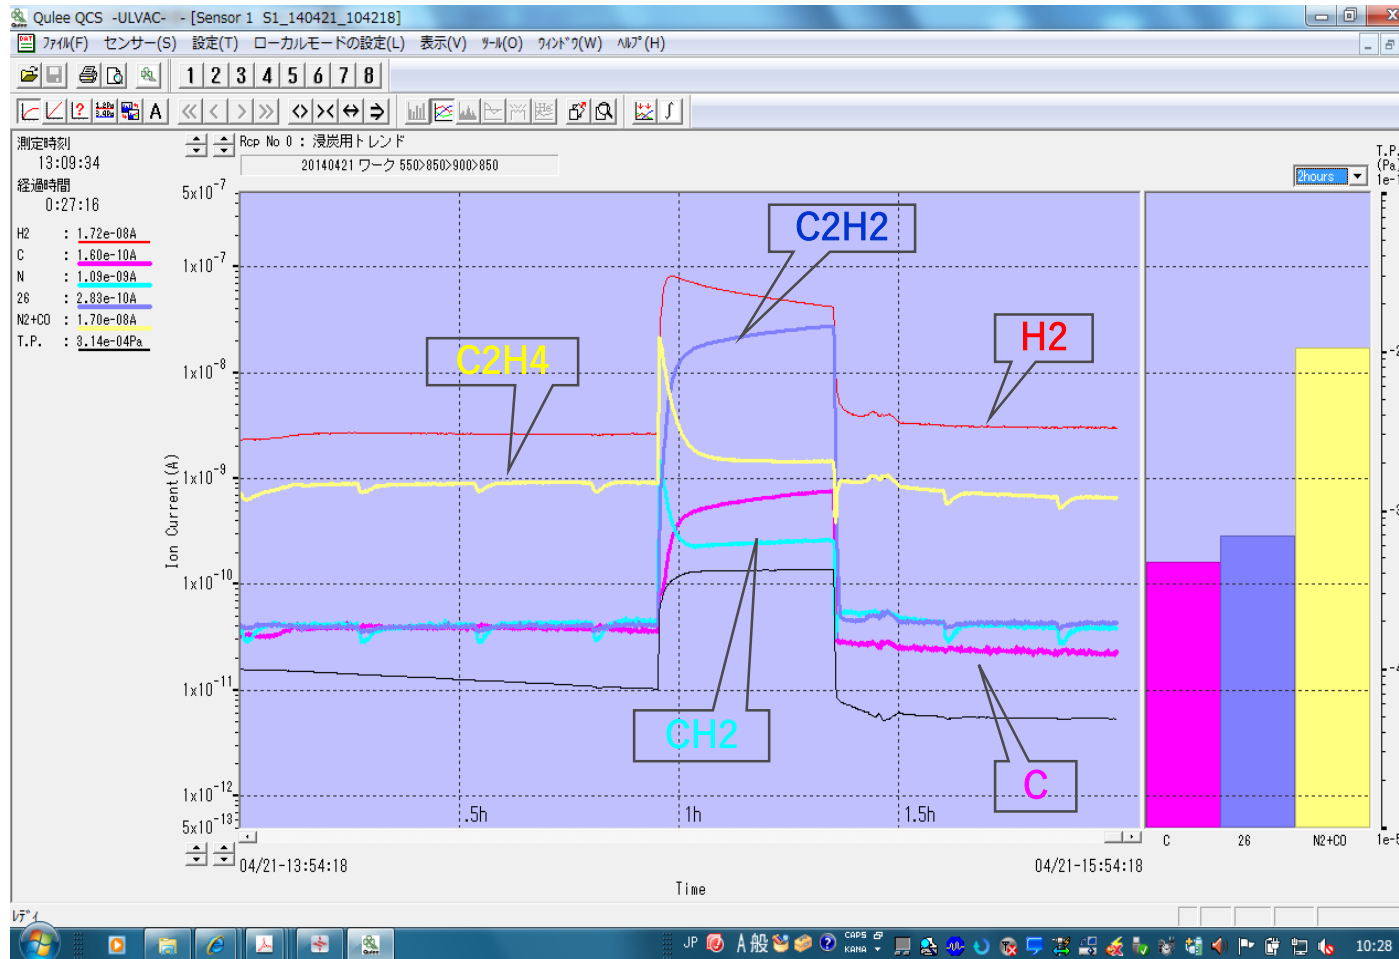 Qulee QCS -ULVAC- - [Sensor 1 S1_140421_104218]
ﾌｧｲﾙ(F) センサー(S) 設定(T) ローカルモードの設定(L) 表示(V) ﾂｰﾙ(O) ｳｨﾝﾄﾞｳ(W) ﾍﾙﾌﾟ(H)
1 2 3 4 5 6 7 8
A
測定時刻
13:09:34
経過時間
0:27:16
H2 : 1.72e-08A
C : 1.60e-10A
N : 1.09e-09A
26 : 2.83e-10A
N2+CO : 1.70e-08A
T.P. : 3.14e-04Pa
Rcp No 0 : 浸炭用トレンド
20140421 ワーク 550>850>900>850
2hours
T.P.
(Pa)
1e-1
5x10-7
1x10-7
1x10-8
1x10-9
1x10-10
1x10-11
1x10-12
5x10-13
Ion Current(A)
C2H2
H2
C2H4
CH2
C
.5h
1h
1.5h
-2
-3
-4
1e-5
C
26
N2+CO
04/21-13:54:18
04/21-15:54:18
Time
ﾚﾃﾞｨ
JP A 般 CAPS KANA 10:28